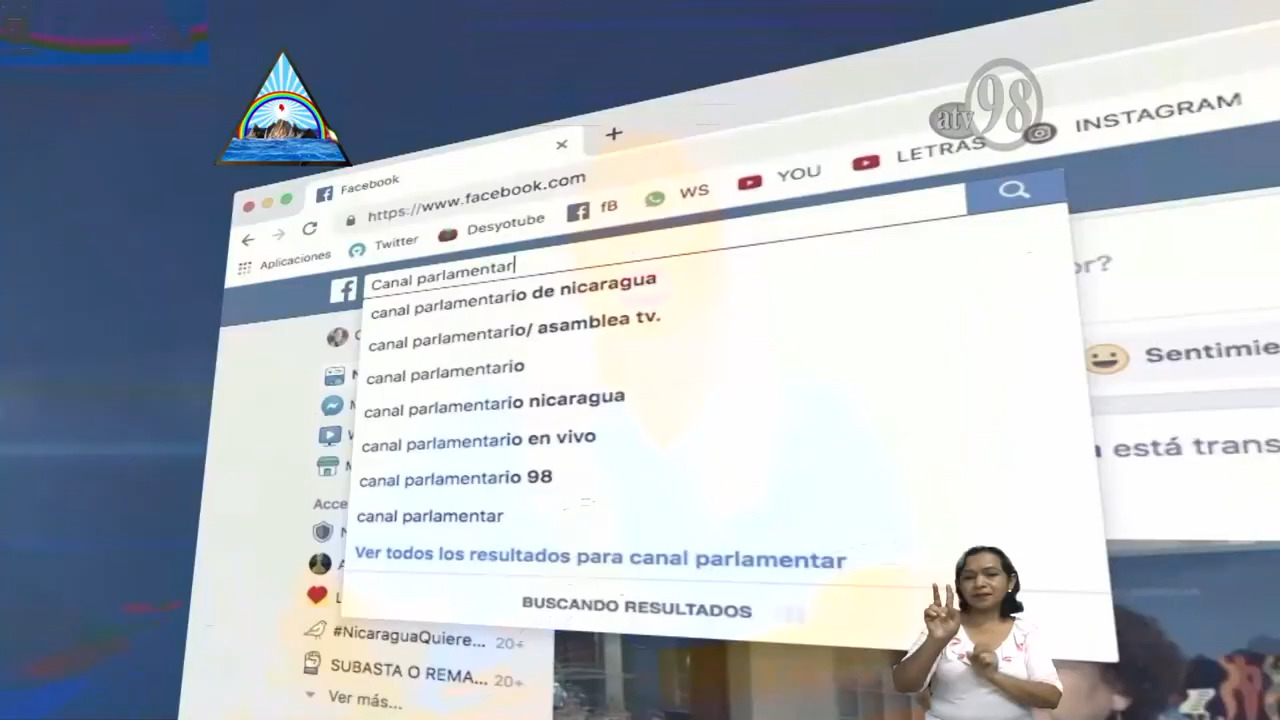 atv 98
INSTAGRAM
LETRAS
YOU
WS
fB
Desyotube
Twitter
Aplicaciones
Facebook
https://www.facebook.com
Canal parlamentar
canal parlamentario de nicaragua
canal parlamentario/ asamblea tv.
canal parlamentario
canal parlamentario nicaragua
canal parlamentario en vivo
canal parlamentario 98
canal parlamentar
Ver todos los resultados para canal parlamentar
BUSCANDO RESULTADOS
or?
Sentimie
está trans
Acce
#NicaraguaQuiere... 20+
SUBASTA O REMA... 20+
Ver más...